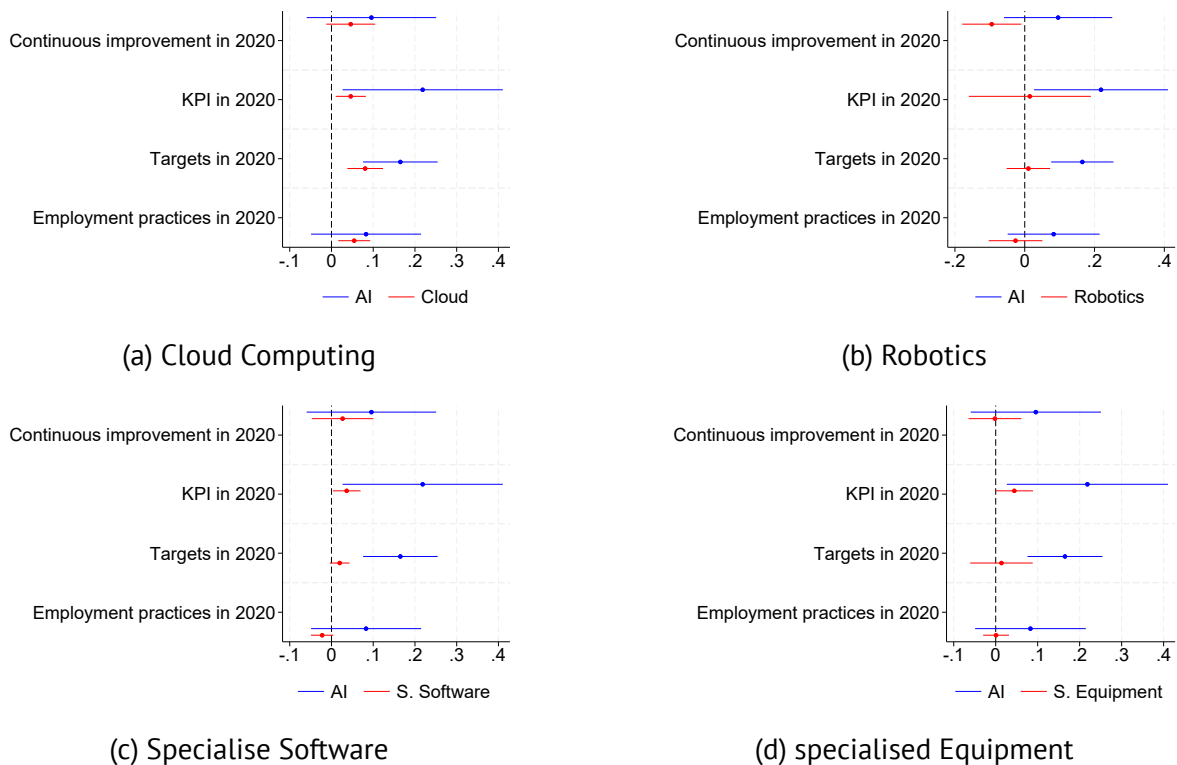 Continuous improvement in 2020
KPI in 2020
Targets in 2020
Employment practices in 2020
-.1 0 .1 .2 .3 .4
AI Cloud
(a) Cloud Computing
Continuous improvement in 2020
KPI in 2020
Targets in 2020
Employment practices in 2020
-.2 0 .2 .4
AI Robotics
(b) Robotics
Continuous improvement in 2020
KPI in 2020
Targets in 2020
Employment practices in 2020
-.1 0 .1 .2 .3 .4
AI S. Software
(c) Specialise Software
Continuous improvement in 2020
KPI in 2020
Targets in 2020
Employment practices in 2020
-.1 0 .1 .2 .3 .4
AI S. Equipment
(d) specialised Equipment